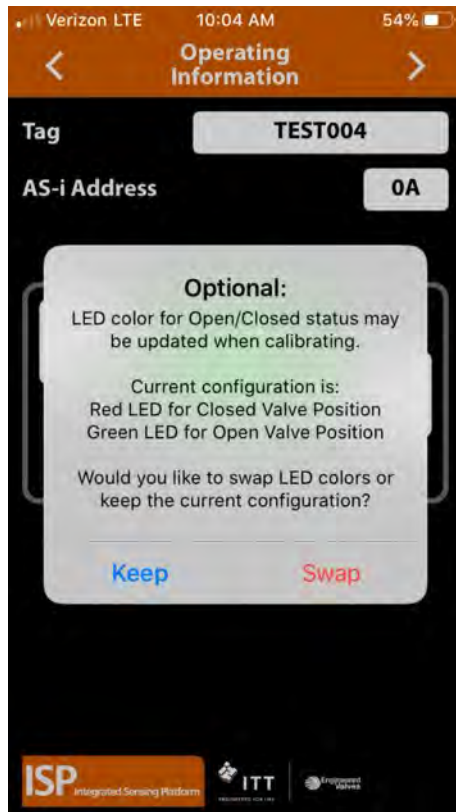 Verizon LTE 10:04 AM 54%
Operating
Information
Tag TEST004
AS-i Address 0A
Optional:
LED color for Open/Closed status may
be updated when calibrating.
Current configuration is:
Red LED for Closed Valve Position
Green LED for Open Valve Position
Would you like to swap LED colors or
keep the current configuration?
Keep Swap
ISP Integrated Sensing Platform ITT Engineered
Valves
ENGINEERED FOR LIFE